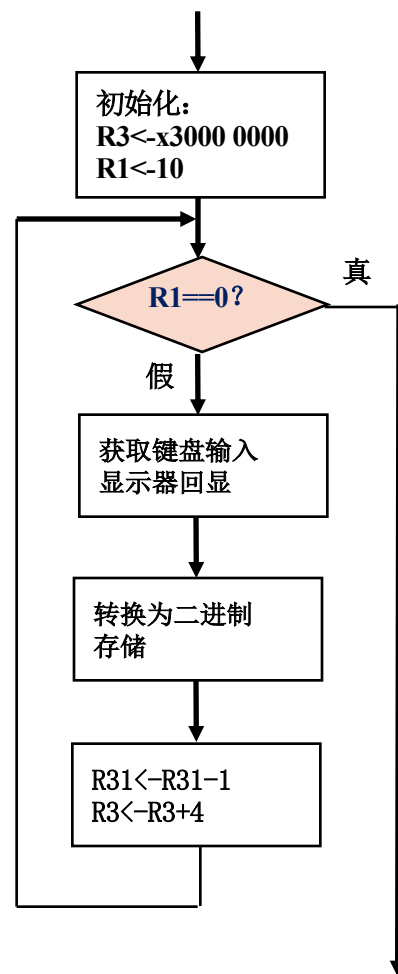 初始化：
R3<-x3000 0000
R1<-10
R1==0？
真
假
获取键盘输入
显示器回显
转换为二进制
存储
R31<-R31-1
R3<-R3+4